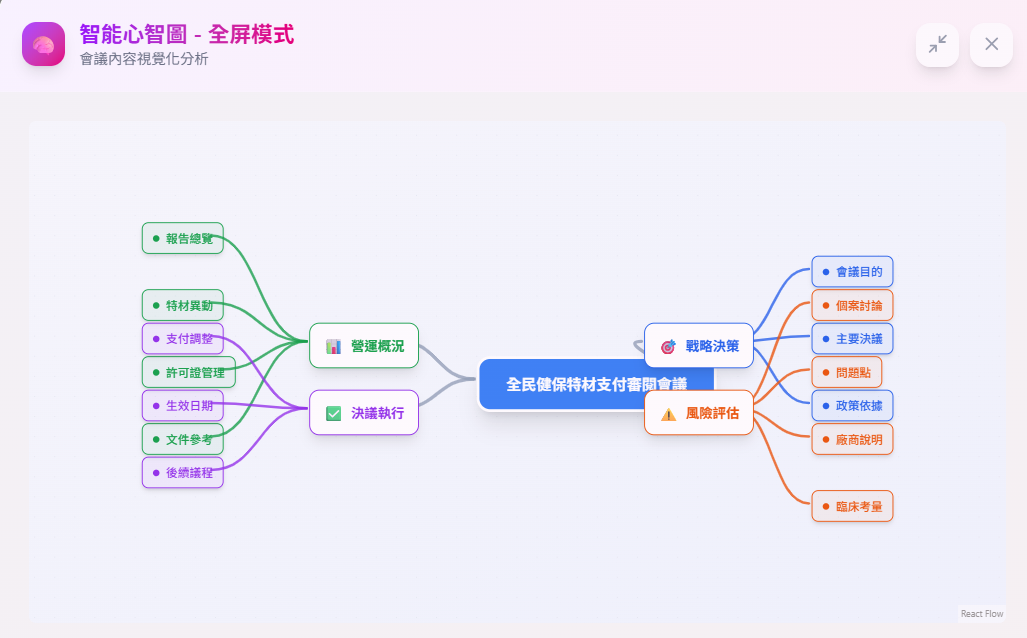 智能心智圖 - 全屏模式
會議內容視覺化分析
報告總覽
特材異動
支付調整
許可證管理
生效日期
文件參考
後續議程
營運概況
決議執行
全民健保特材支付審閱會議
戰略決策
風險評估
會議目的
個案討論
主要決議
問題點
政策依據
廠商說明
臨床考量
React Flow